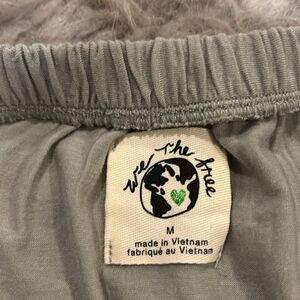 We The Free
M
made in Vietnam
fabriqué au Vietnam